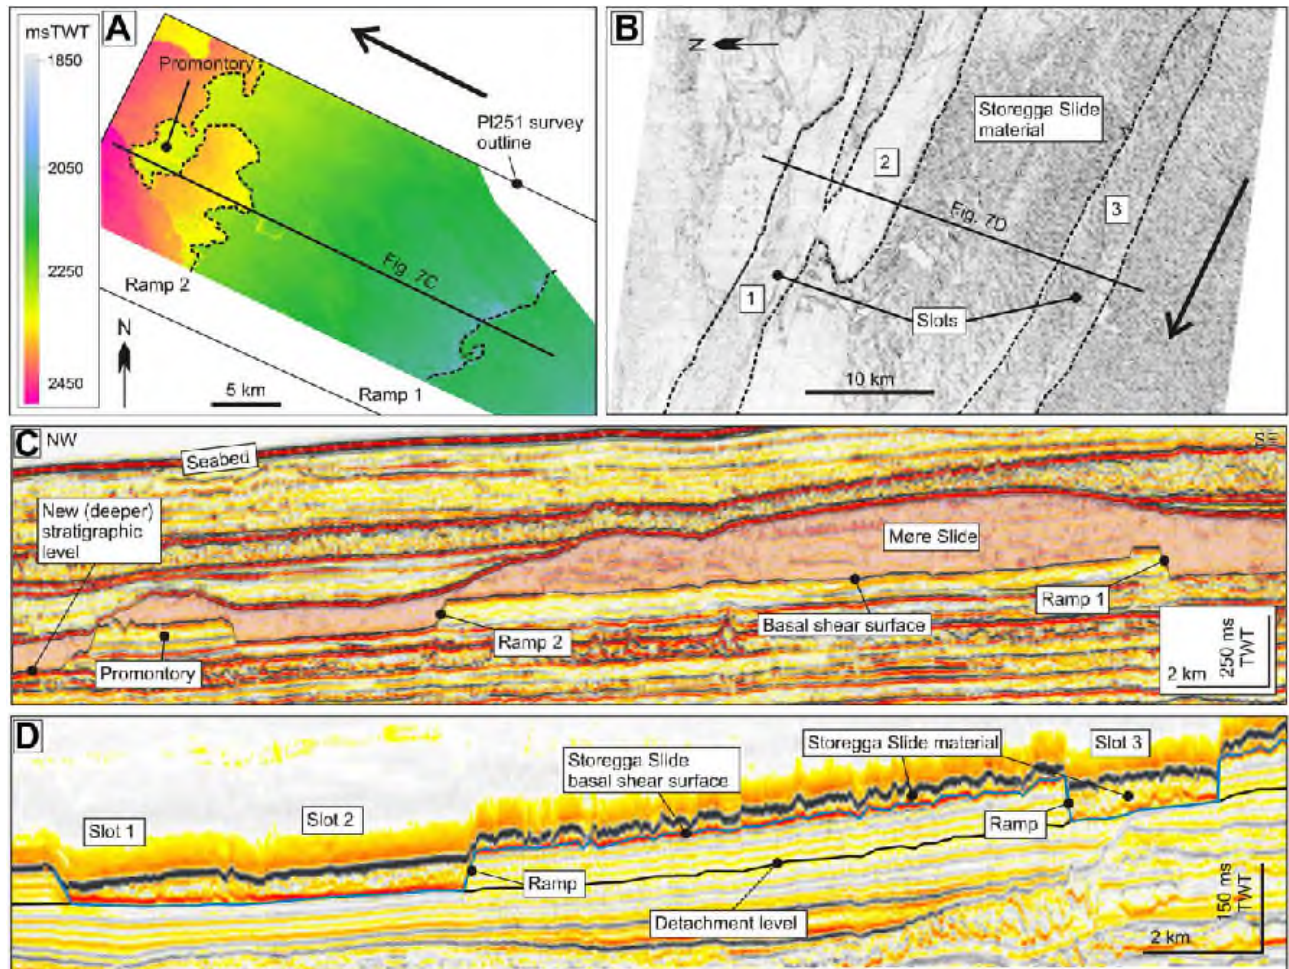 A
msTWT
1850
2050
2250
2450
Promontory
PI251 survey
outline
Fig. 7C
Ramp 2
Ramp 1
N
5 km
B
N
Storegga Slide
material
2
3
1
Fig. 7D
Slots
10 km
C
NW
SE
Seabed
New (deeper)
stratigraphic
level
Møre Slide
Ramp 1
Ramp 2
Basal shear surface
Promontory
2 km
250 ms
TWT
D
Storegga Slide
basal shear surface
Storegga Slide material
Slot 3
Slot 1
Slot 2
Ramp
Ramp
Detachment level
2 km
150 ms
TWT